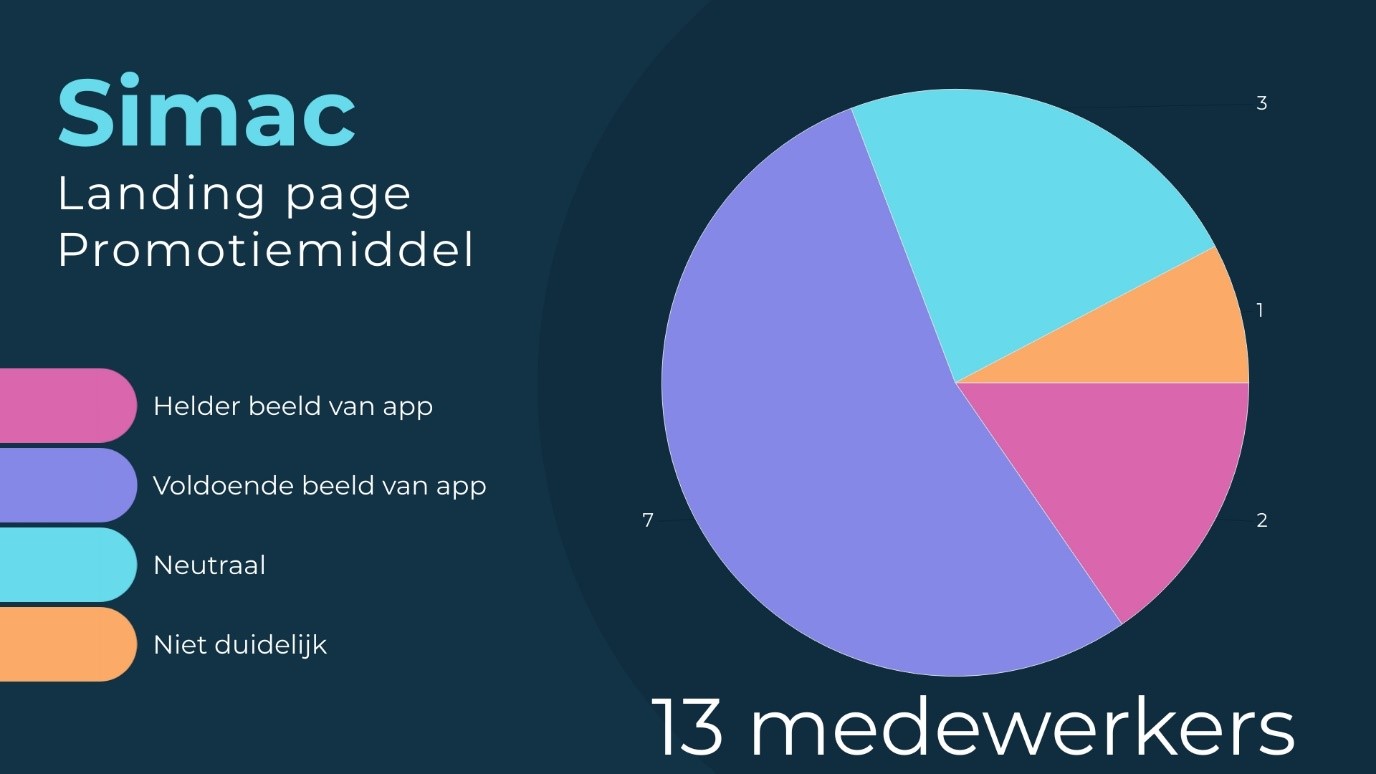 Simac
Landing page
Promotiemiddel
Helder beeld van app
Voldoende beeld van app
Neutraal
Niet duidelijk
3
1
7
2
13 medewerkers